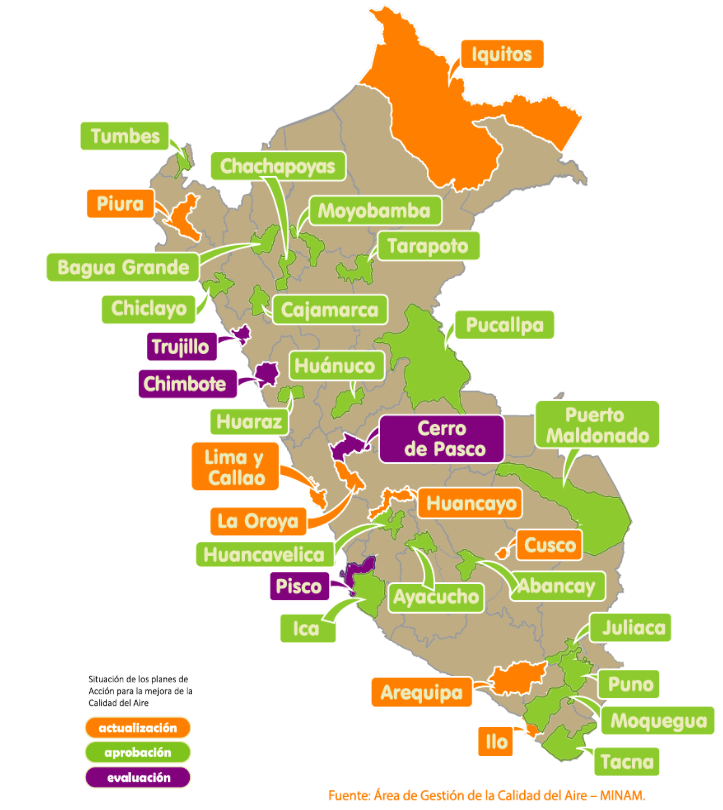 Iquitos
Tumbes
Chachapoyas
Piura
Moyobamba
Tarapoto
Bagua Grande
Chiclayo
Cajamarca
Pucallpa
Trujillo
Huánuco
Chimbote
Huaraz
Cerro
de Pasco
Puerto
Maldonado
Lima y
Callao
La Oroya
Huancayo
Huancavelica
Cusco
Pisco
Ayacucho
Abancay
Ica
Juliaca
Arequipa
Puno
Moquegua
Ilo
Tacna
Situación de los planes de
Acción para la mejora de la
Calidad del Aire
actualización
aprobación
evaluación
Fuente: Área de Gestión de la Calidad del Aire – MINAM.